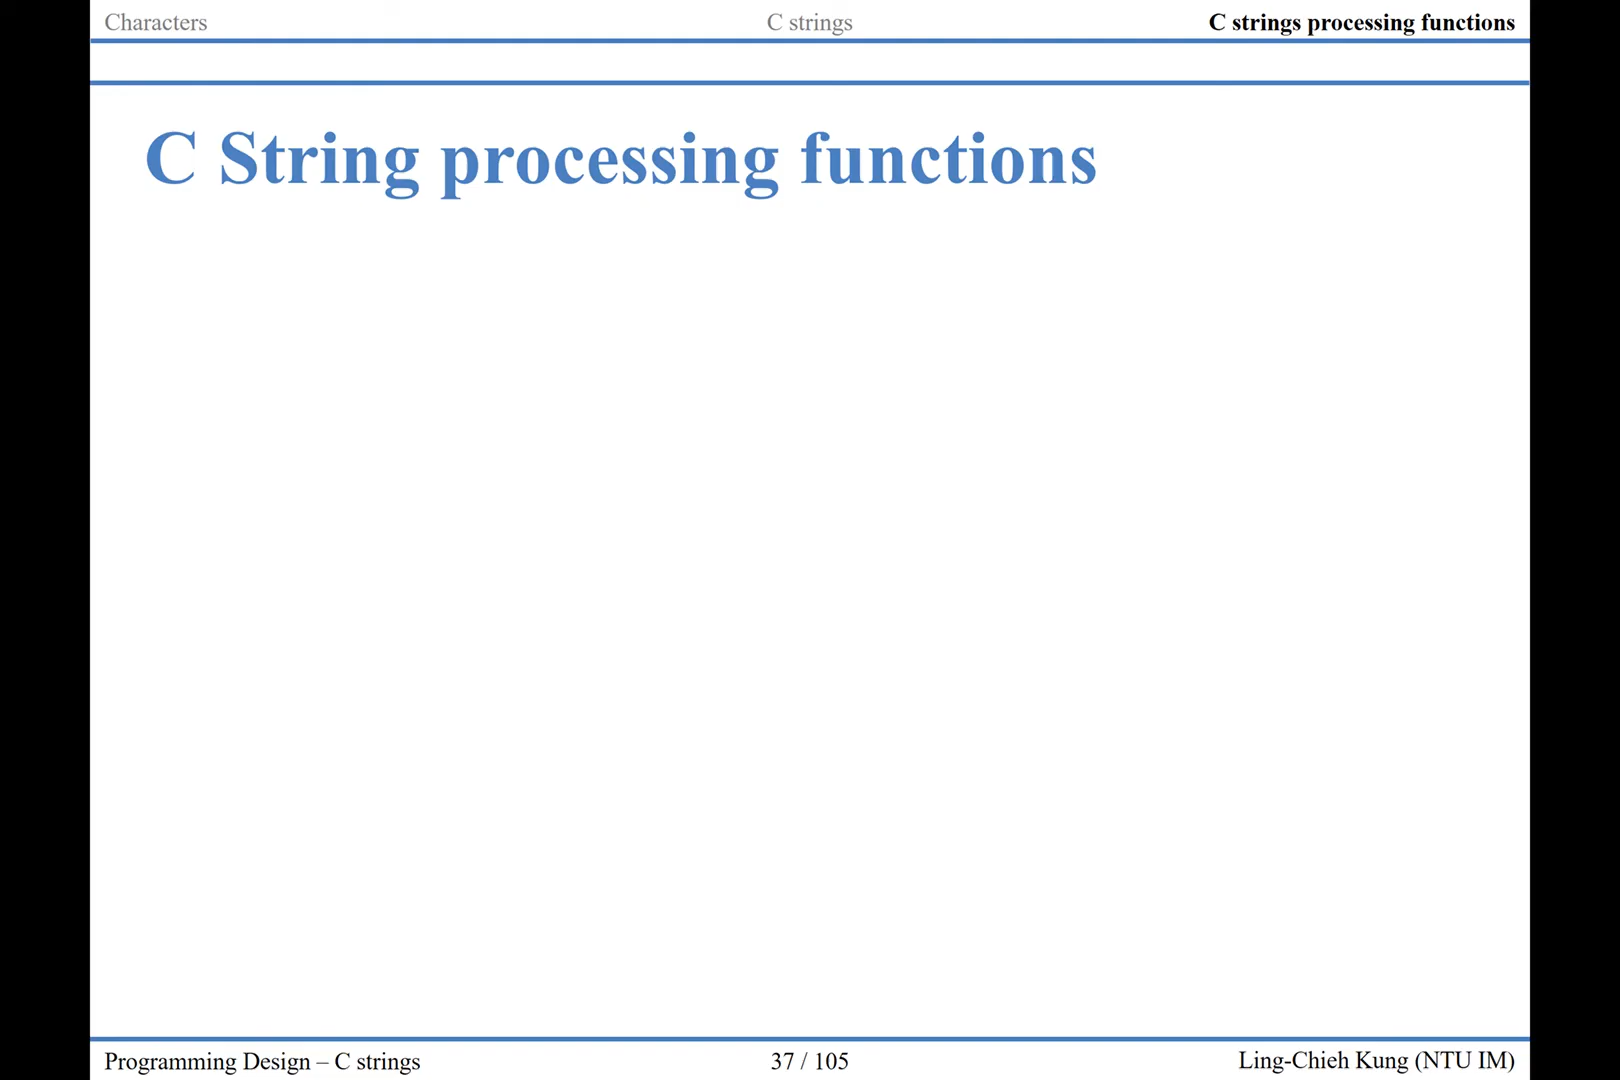 Characters
C strings
C strings processing functions
C String processing functions
Programming Design – C strings
37 / 105
Ling-Chieh Kung (NTU IM)